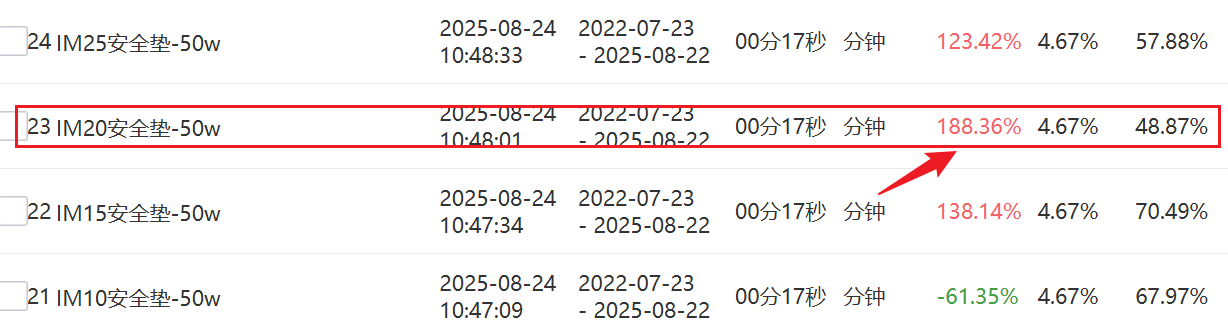 24 IM25安全垫-50w 2025-08-24 10:48:33 2022-07-23 - 2025-08-22 00分17秒 分钟 123.42% 4.67% 57.88%
23 IM20安全垫-50w 2025-08-24 10:48:01 2022-07-23 - 2025-08-22 00分17秒 分钟 188.36% 4.67% 48.87%
22 IM15安全垫-50w 2025-08-24 10:47:34 2022-07-23 - 2025-08-22 00分17秒 分钟 138.14% 4.67% 70.49%
21 IM10安全垫-50w 2025-08-24 10:47:09 2022-07-23 - 2025-08-22 00分17秒 分钟 -61.35% 4.67% 67.97%